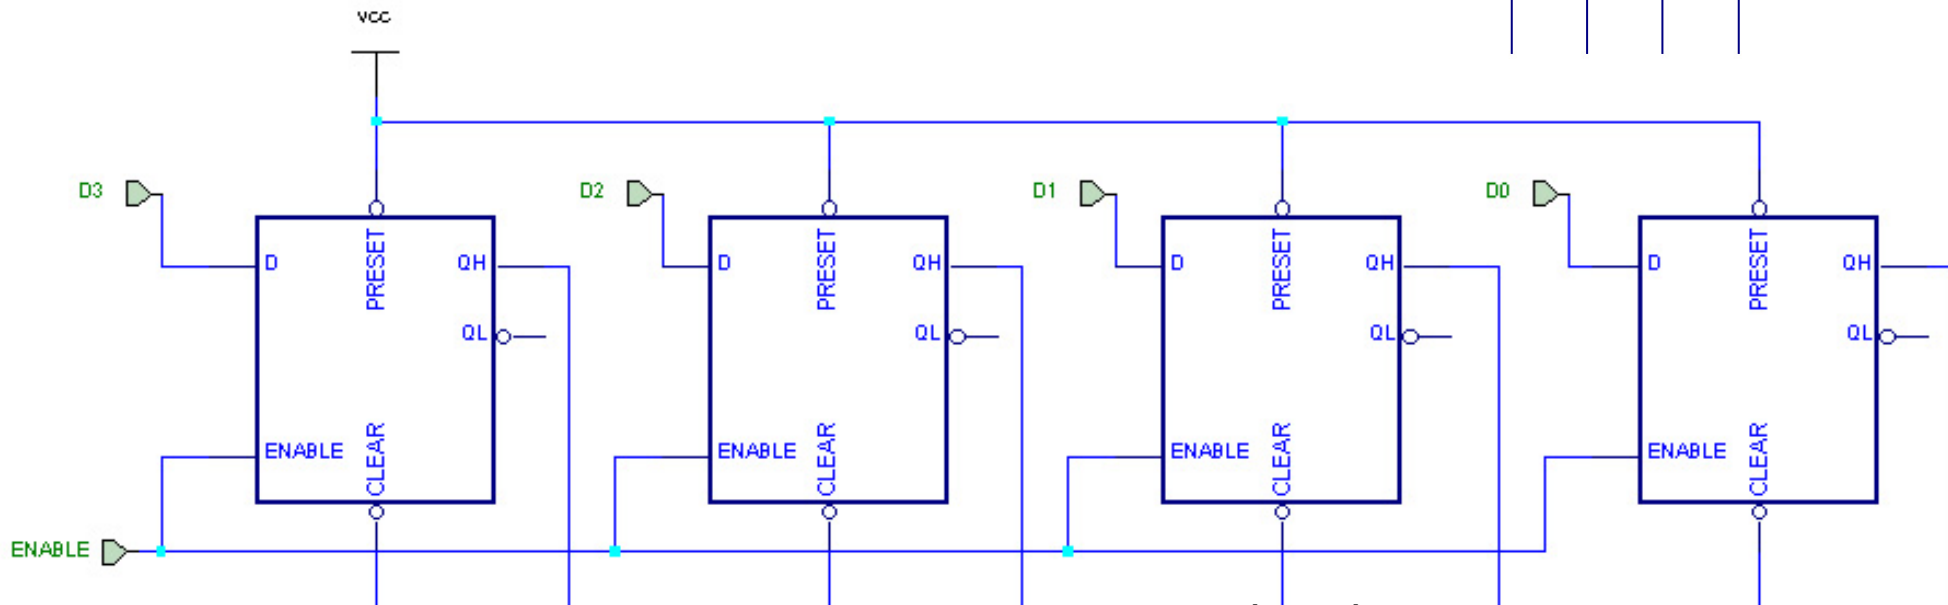 VCC
D3
D2
D1
D0
D PRESET QH
D PRESET QH
D PRESET QH
D PRESET QH
QL
QL
QL
QL
ENABLE CLEAR
ENABLE CLEAR
ENABLE CLEAR
ENABLE CLEAR
ENABLE